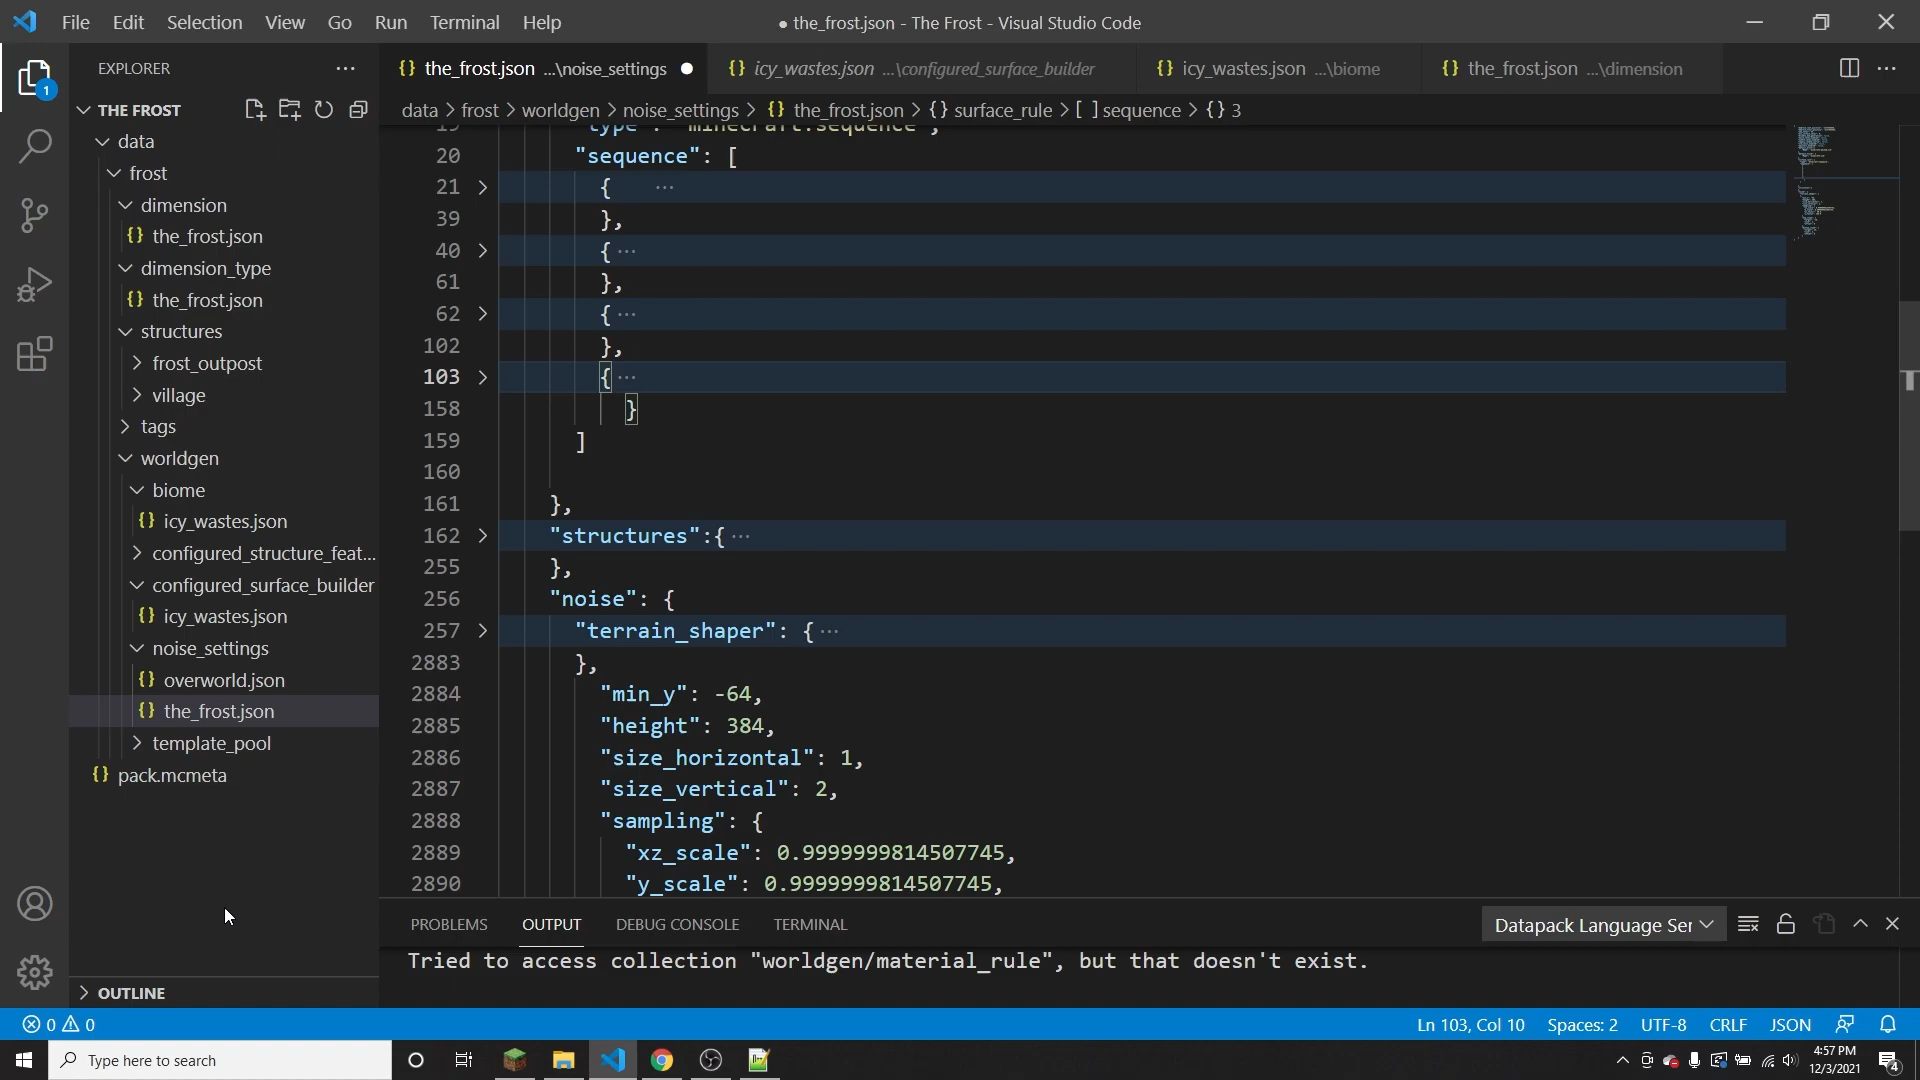 File Edit Selection View Go Run Terminal Help
● the_frost.json - The Frost - Visual Studio Code
EXPLORER
1
THE FROST
data
frost
dimension
the_frost.json
dimension_type
the_frost.json
structures
frost_outpost
village
tags
worldgen
biome
icy_wastes.json
configured_structure_feat...
configured_surface_builder
icy_wastes.json
noise_settings
overworld.json
the_frost.json
template_pool
pack.mcmeta
OUTLINE
{} the_frost.json ...\noise_settings ●
{} icy_wastes.json ...\configured_surface_builder
{} icy_wastes.json ...\biome
{} the_frost.json ...\dimension
data > frost > worldgen > noise_settings > {} the_frost.json > {} surface_rule > [ ] sequence > {} 3
19 "type": "minecraft:sequence",
20 "sequence": [
21 { ...
39 },
40 { ...
61 },
62 { ...
102 },
103 { ...
158 }
159 ]
160
161 },
162 "structures":{ ...
255 },
256 "noise": {
257 "terrain_shaper": { ...
2883 },
2884 "min_y": -64,
2885 "height": 384,
2886 "size_horizontal": 1,
2887 "size_vertical": 2,
2888 "sampling": {
2889 "xz_scale": 0.9999999814507745,
2890 "y_scale": 0.9999999814507745,
PROBLEMS OUTPUT DEBUG CONSOLE TERMINAL
Datapack Language Ser
Tried to access collection "worldgen/material_rule", but that doesn't exist.
0 0
Ln 103, Col 10 Spaces: 2 UTF-8 CRLF JSON
Type here to search
4:57 PM
12/3/2021
4